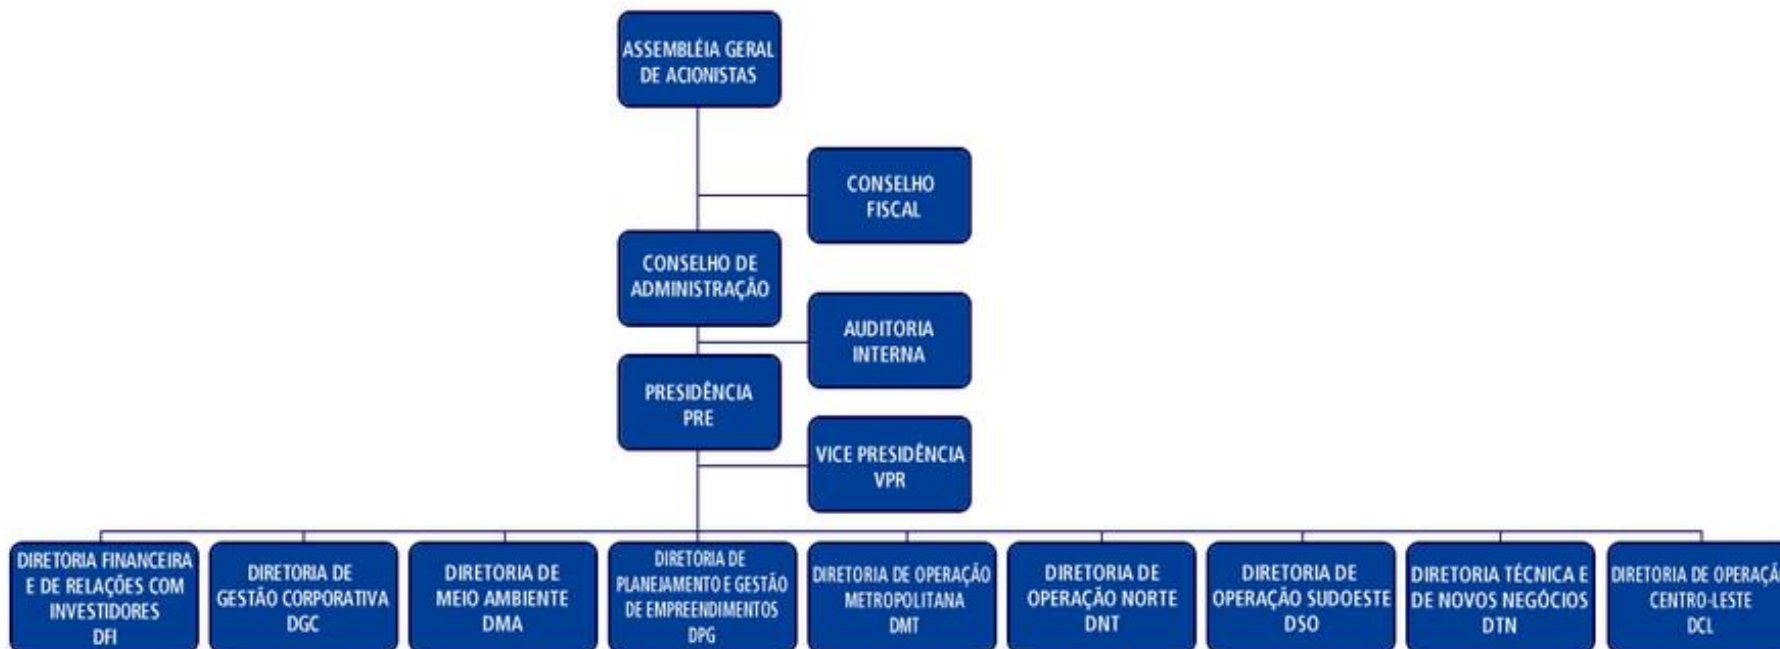 ASSEMBLÉIA GERAL
DE ACIONISTAS
CONSELHO
FISCAL
CONSELHO DE
ADMINISTRAÇÃO
AUDITORIA
INTERNA
PRESIDÊNCIA
PRE
VICE PRESIDÊNCIA
VPR
DIRETORIA FINANCEIRA
E DE RELAÇÕES COM
INVESTIDORES
DFI
DIRETORIA DE
GESTÃO CORPORATIVA
DGC
DIRETORIA DE
MEIO AMBIENTE
DMA
DIRETORIA DE
PLANEJAMENTO E GESTÃO
DE EMPREENDIMENTOS
DPG
DIRETORIA DE OPERAÇÃO
METROPOLITANA
DMT
DIRETORIA DE
OPERAÇÃO NORTE
DNT
DIRETORIA DE
OPERAÇÃO SUDOESTE
DSO
DIRETORIA TÉCNICA E
DE NOVOS NEGÓCIOS
DTN
DIRETORIA DE OPERAÇÃO
CENTRO-LESTE
DCL